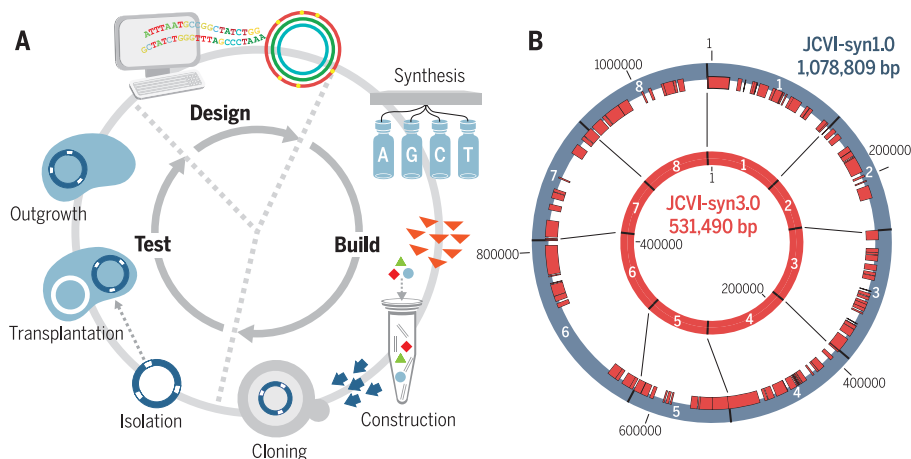 A
ATTTAATGCCGGCTATCTGG
GCTATCTGGGTTTAGCCCTAAA
Synthesis
A G C T
Design
Build
Test
Outgrowth
Transplantation
Isolation
Cloning
Construction
B
JCVI-syn1.0
1,078,809 bp
1
200000
400000
600000
800000
1000000
1
2
3
4
5
6
7
8
JCVI-syn3.0
531,490 bp
1
200000
400000
1
2
3
4
5
6
7
8